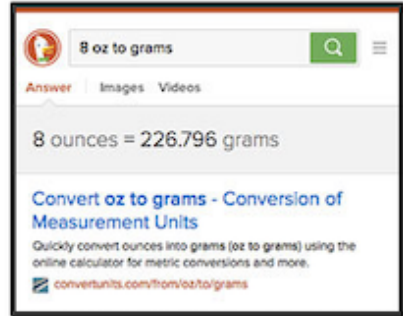 8 oz to grams
Answer Images Videos
8 ounces = 226.796 grams
Convert oz to grams - Conversion of
Measurement Units
Quickly convert ounces into grams (oz to grams) using the
online calculator for metric conversions and more.
convertunits.com/from/oz/to/grams